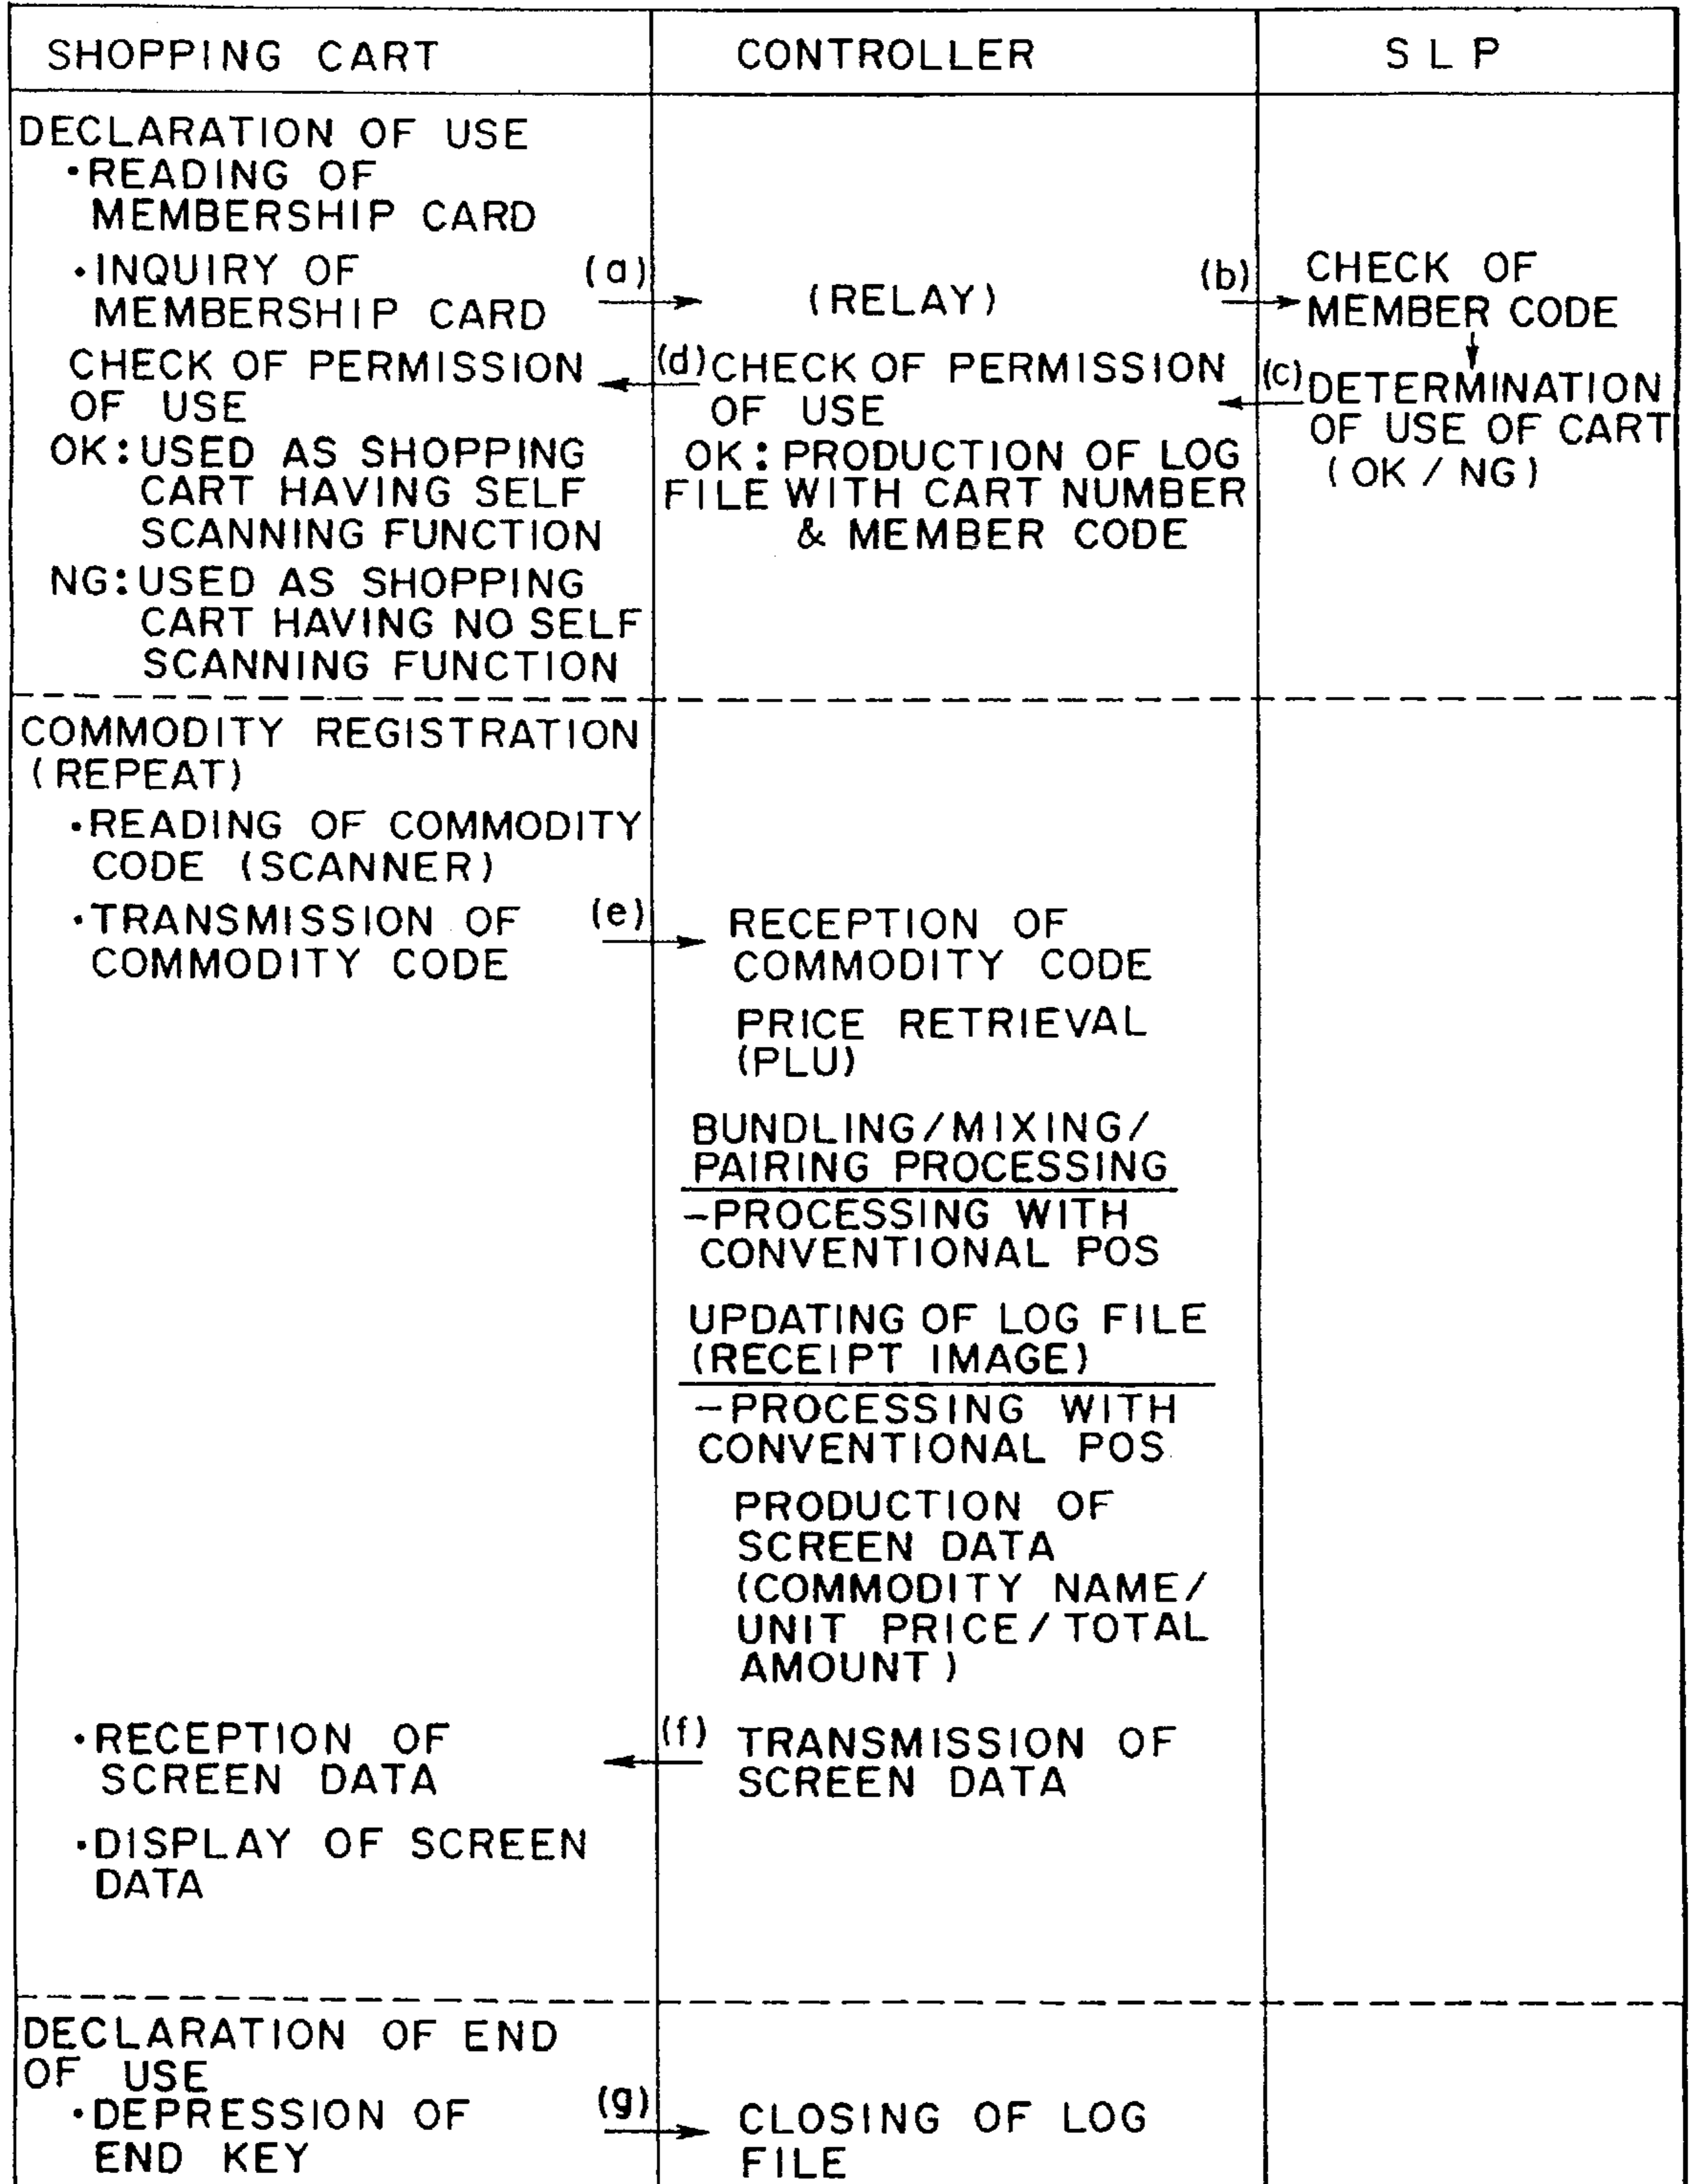 SHOPPING CART
CONTROLLER
SLP
DECLARATION OF USE
•READING OF
MEMBERSHIP CARD
•INQUIRY OF
MEMBERSHIP CARD
(a)
(RELAY)
(b)
CHECK OF
MEMBER CODE
CHECK OF PERMISSION
OF USE
(d)
CHECK OF PERMISSION
OF USE
(c)
DETERMINATION
OF USE OF CART
(OK / NG)
OK:USED AS SHOPPING
CART HAVING SELF
SCANNING FUNCTION
OK:PRODUCTION OF LOG
FILE WITH CART NUMBER
& MEMBER CODE
NG:USED AS SHOPPING
CART HAVING NO SELF
SCANNING FUNCTION
COMMODITY REGISTRATION
(REPEAT)
•READING OF COMMODITY
CODE (SCANNER)
•TRANSMISSION OF
COMMODITY CODE
(e)
RECEPTION OF
COMMODITY CODE
PRICE RETRIEVAL
(PLU)
BUNDLING/MIXING/
PAIRING PROCESSING
-PROCESSING WITH
CONVENTIONAL POS
UPDATING OF LOG FILE
(RECEIPT IMAGE)
-PROCESSING WITH
CONVENTIONAL POS
PRODUCTION OF
SCREEN DATA
(COMMODITY NAME/
UNIT PRICE/TOTAL
AMOUNT)
•RECEPTION OF
SCREEN DATA
(f)
TRANSMISSION OF
SCREEN DATA
•DISPLAY OF SCREEN
DATA
DECLARATION OF END
OF USE
•DEPRESSION OF
END KEY
(g)
CLOSING OF LOG
FILE